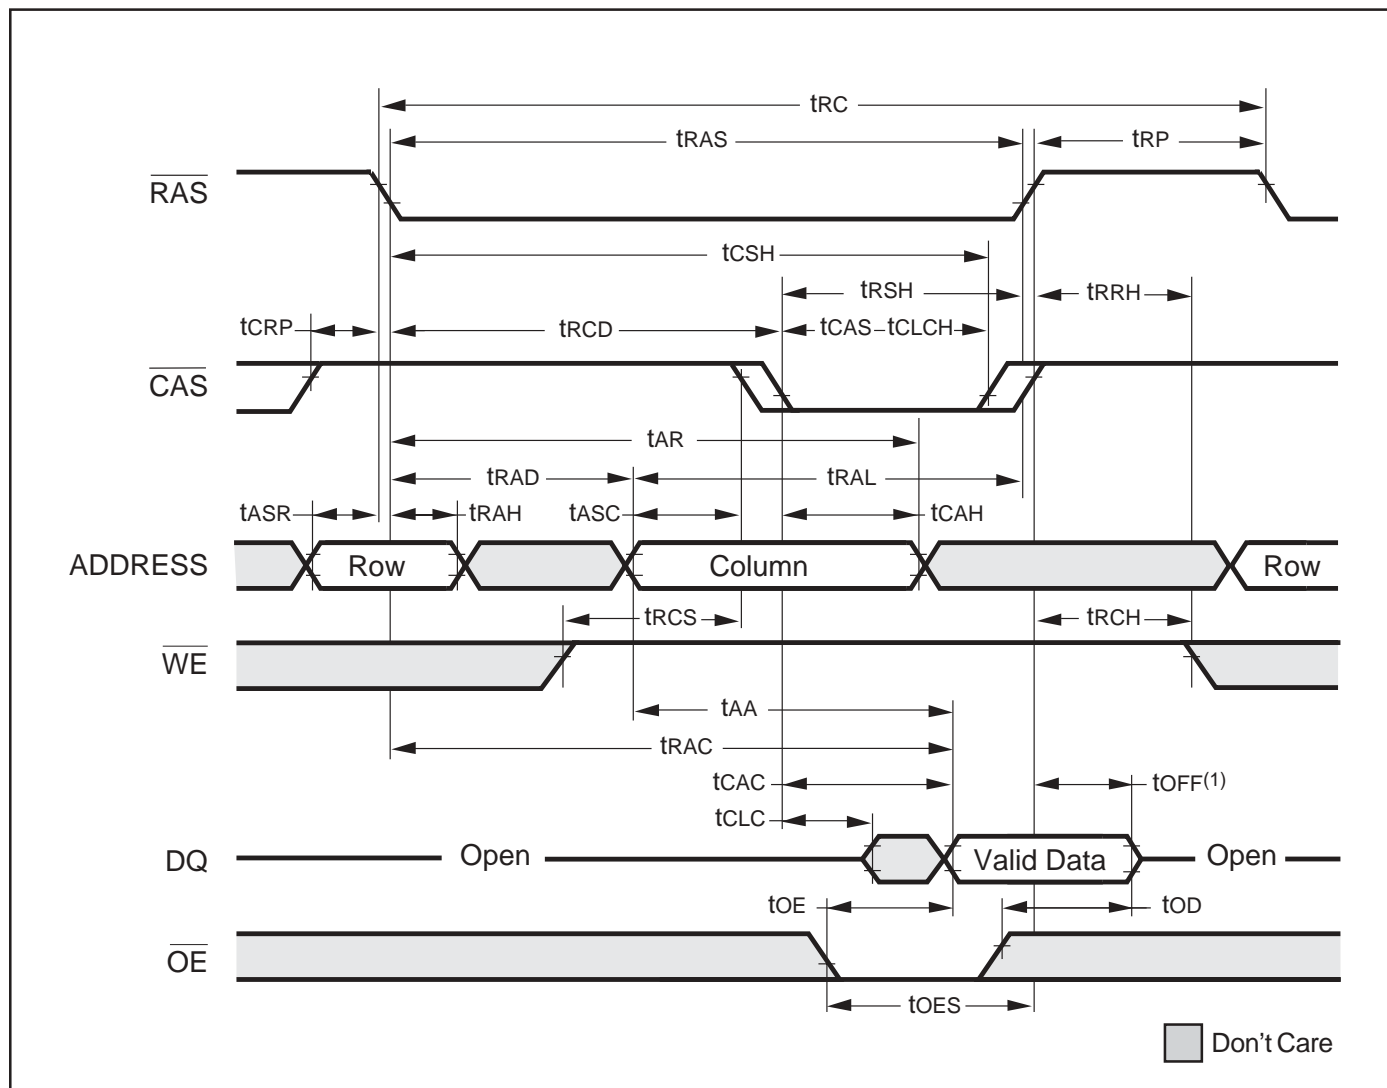 tRC
tRAS tRP
RAS
tCSH
tRSH tRRH
tCRP tRCD tCAS tCLCH
CAS
tAR
tRAD tRAL
tASR tRAH tASC tCAH
ADDRESS Row Column Row
tRCS tRCH
WE
tAA
tRAC
tCAC tOFF(1)
tCLC
DQ Open Valid Data Open
tOE tOD
OE
tOES
Don't Care